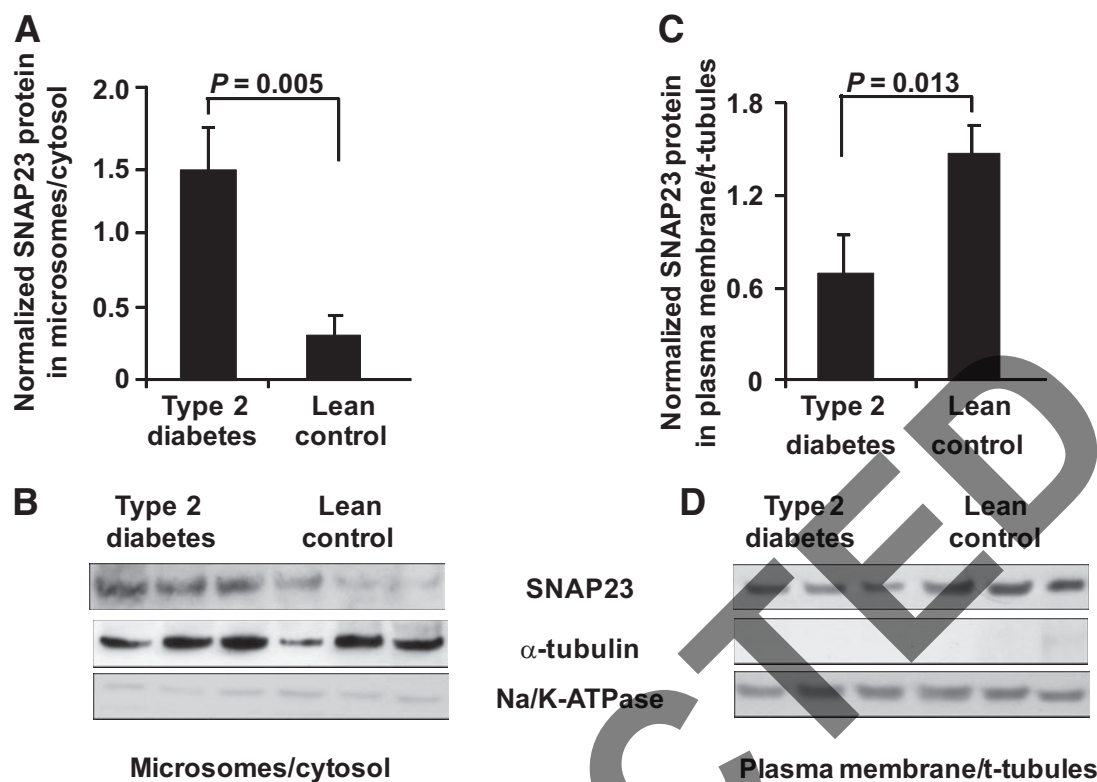 A
Normalized SNAP23 protein
in microsomes/cytosol
2.0
1.5
1.0
0.5
0
P = 0.005
Type 2
diabetes
Lean
control
C
Normalized SNAP23 protein
in plasma membrane/t-tubules
1.8
1.2
0.6
0
P = 0.013
Type 2
diabetes
Lean
control
B
Type 2
diabetes
Lean
control
SNAP23
α-tubulin
Na/K-ATPase
Microsomes/cytosol
D
Type 2
diabetes
Lean
control
Plasma membrane/t-tubules
CTED